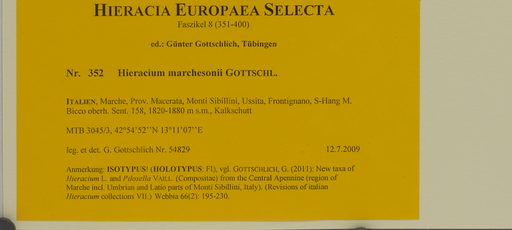 HIERACIA EUROPAEA SELECTA
Faszikel 8 (351-400)
ed.: Günter Gottschlich, Tübingen
Nr. 352 Hieracium marchesonii GOTTSCHL.
ITALIEN, Marche, Prov. Macerata, Monti Sibillini, Ussita, Frontignano, S-Hang M.
Bicco oberh. Sent. 158, 1820-1880 m s.m., Kalkschutt
MTB 3045/3, 42°54'52''N 13°11'07''E
leg. et det. G. Gottschlich Nr. 54829 12.7.2009
Anmerkung: ISOTYPUS! (HOLOTYPUS: FI), vgl. GOTTSCHLICH, G. (2011): New taxa of
Hieracium L. and Pilosella VAILL. (Compositae) from the Central Apennine (region of
Marche incl. Umbrian and Latio parts of Monti Sibillini, Italy). (Revisions of italian
Hieracium collections VII.) Webbia 66(2): 195-230.